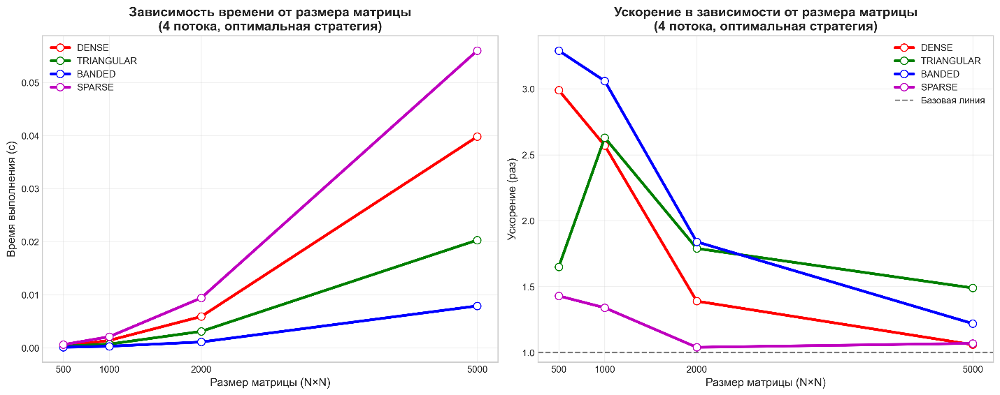 Зависимость времени от размера матрицы
(4 потока, оптимальная стратегия)
DENSE
TRIANGULAR
BANDED
SPARSE
0.05
0.04
0.03
0.02
0.01
0.00
Время выполнения (с)
500
1000
2000
5000
Размер матрицы (N×N)
Ускорение в зависимости от размера матрицы
(4 потока, оптимальная стратегия)
DENSE
TRIANGULAR
BANDED
SPARSE
Базовая линия
3.0
2.5
2.0
1.5
1.0
Ускорение (раз)
500
1000
2000
5000
Размер матрицы (N×N)